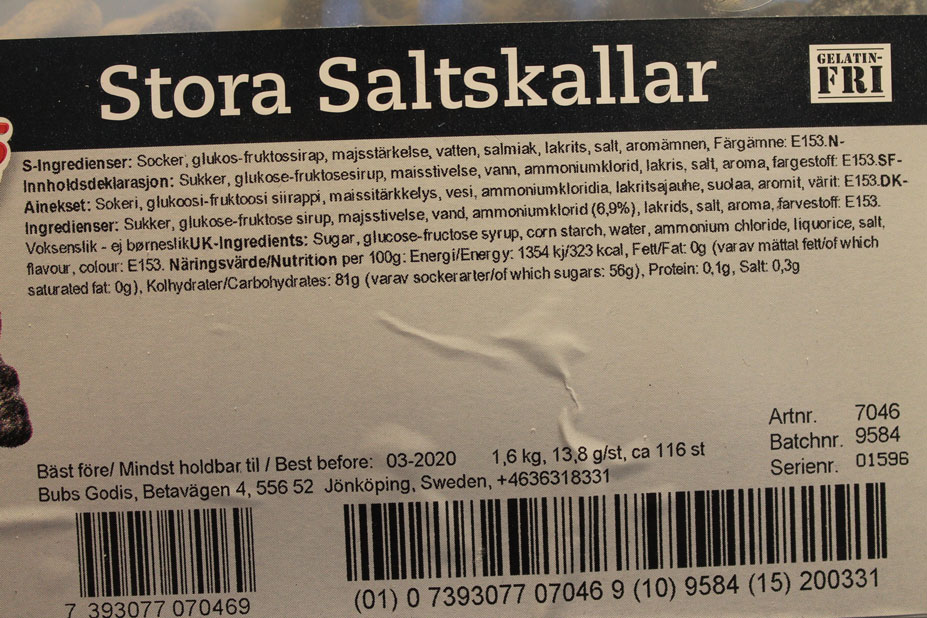 Stora Saltskallar
GELATIN-
FRI
S-Ingredienser: Socker, glukos-fruktossirap, majsstärkelse, vatten, salmiak, lakrits, salt, aromämnen, Färgämne: E153.N-
Innholdsdeklarasjon: Sukker, glukose-fruktosesirup, maisstivelse, vann, ammoniumklorid, lakris, salt, aroma, fargestoff: E153.SF-
Ainekset: Sokeri, glukoosi-fruktoosi siirappi, maissitärkkelys, vesi, ammoniumkloridia, lakritsajauhe, suolaa, aromit, värit: E153.DK-
Ingredienser: Sukker, glukose-fruktose sirup, majsstivelse, vand, ammoniumklorid (6,9%), lakrids, salt, aroma, farvestoff: E153.
Voksenslik - ej børneslikUK-Ingredients: Sugar, glucose-fructose syrup, corn starch, water, ammonium chloride, liquorice, salt,
flavour, colour: E153. Näringsvärde/Nutrition per 100g: Energi/Energy: 1354 kj/323 kcal, Fett/Fat: 0g (varav mättat fett/of which
saturated fat: 0g), Kolhydrater/Carbohydrates: 81g (varav sockerarter/of which sugars: 56g), Protein: 0,1g, Salt: 0,3g
Artnr. 7046
Batchnr. 9584
Serienr. 01596
Bäst före/ Mindst holdbar til / Best before: 03-2020 1,6 kg, 13,8 g/st, ca 116 st
Bubs Godis, Betavägen 4, 556 52 Jönköping, Sweden, +4636318331
7 393077 070469
(01) 0 7393077 07046 9 (10) 9584 (15) 200331